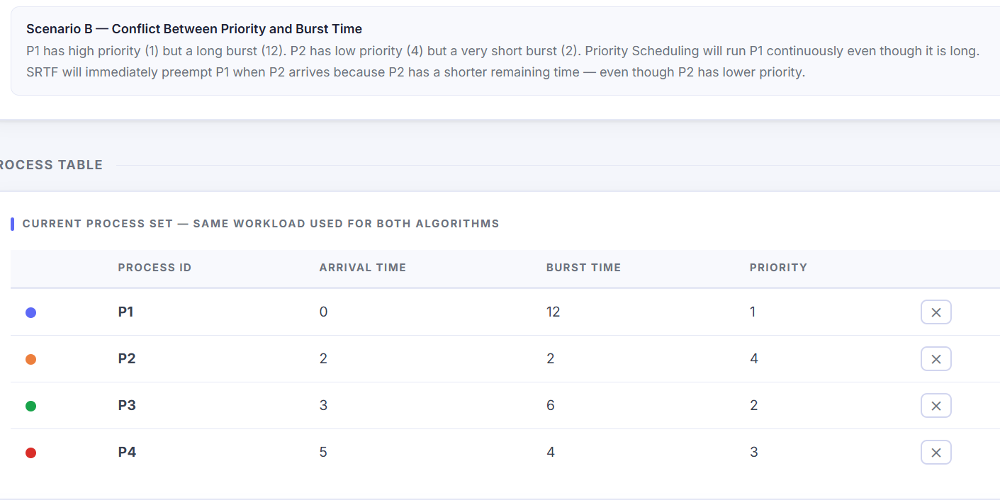 Scenario B — Conflict Between Priority and Burst Time
P1 has high priority (1) but a long burst (12). P2 has low priority (4) but a very short burst (2). Priority Scheduling will run P1 continuously even though it is long.
SRTF will immediately preempt P1 when P2 arrives because P2 has a shorter remaining time — even though P2 has lower priority.
ROCESS TABLE
CURRENT PROCESS SET — SAME WORKLOAD USED FOR BOTH ALGORITHMS
PROCESS ID ARRIVAL TIME BURST TIME PRIORITY
P1 0 12 1
P2 2 2 4
P3 3 6 2
P4 5 4 3